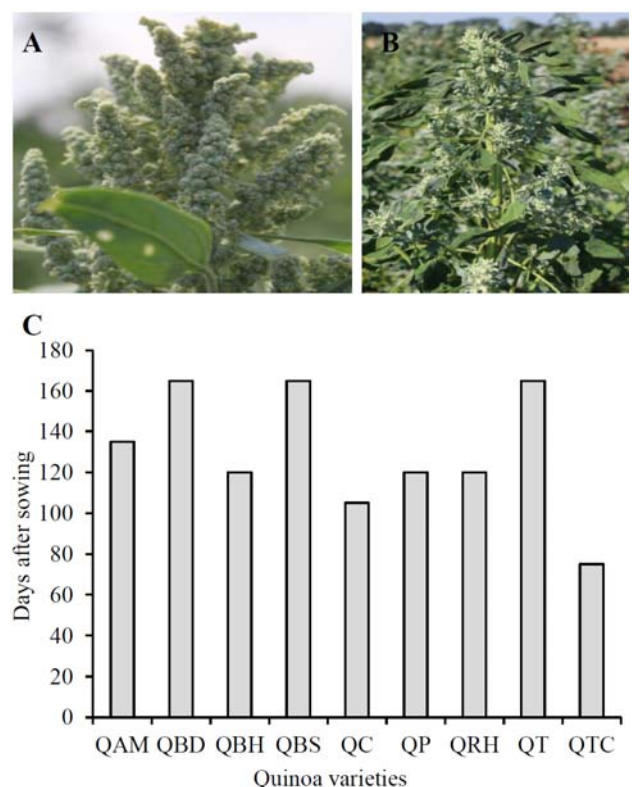 A
B
C
180
160
140
120
100
80
60
40
20
0
Days after sowing
QAM QBD QBH QBS QC QP QRH QT QTC
Quinoa varieties